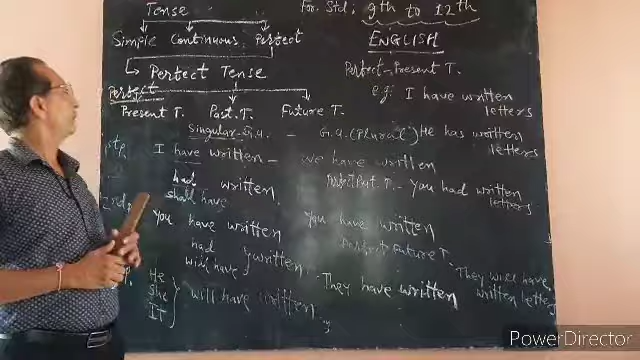 Tense
For Std; 9th to 12th
Simple Continuous Perfect
ENGLISH
Perfect Tense
Perfect-Present T.
e.g: I have written letters
Perfect
Present T. Past.T. Future T.
Singular - (Plural) He has written letters
1st P. I have written - We have written
had
shall have written.
Perfect Past T. - You had written letters
2nd P. You have written You have written
had
will have } written.
Perfect Future T.
They will have written letters
He
She
IT } will have written.
They have written
PowerDirector